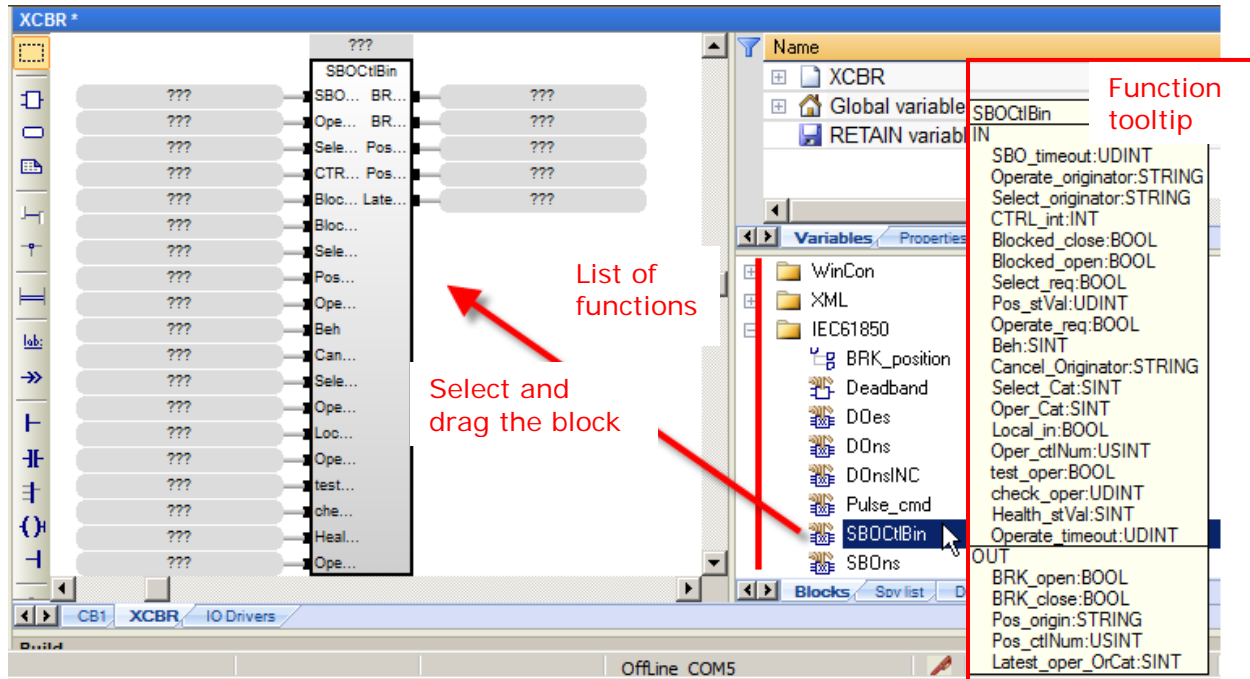 XCBR *
???
SBOCtlBin
??? SBO... BR... ???
??? Ope... BR... ???
??? Sele... Pos... ???
??? CTR... Pos... ???
??? Bloc... Late... ???
??? Bloc...
??? Sele...
??? Pos...
??? Ope...
??? Beh
??? Can...
??? Sele...
??? Ope...
??? Loc...
??? Ope...
??? test...
??? che...
??? Heal...
??? Ope...
lab:
List of
functions
Select and
drag the block
CB1 XCBR IO Drivers
Build
OffLine COM5
Name
XCBR
Global variable
RETAIN variabl
Variables Properties
WinCon
XML
IEC61850
BRK_position
Deadband
DOes
DOns
DOnsINC
Pulse_cmd
SBOCtlBin
SBOns
Blocks Spy list D
Function
tooltip
SBOCtlBin
IN
SBO_timeout:UDINT
Operate_originator:STRING
Select_originator:STRING
CTRL_int:INT
Blocked_close:BOOL
Blocked_open:BOOL
Select_req:BOOL
Pos_stVal:UDINT
Operate_req:BOOL
Beh:SINT
Cancel_Originator:STRING
Select_Cat:SINT
Oper_Cat:SINT
Local_in:BOOL
Oper_ctlNum:USINT
test_oper:BOOL
check_oper:UDINT
Health_stVal:SINT
Operate_timeout:UDINT
OUT
BRK_open:BOOL
BRK_close:BOOL
Pos_origin:STRING
Pos_ctlNum:USINT
Latest_oper_OrCat:SINT